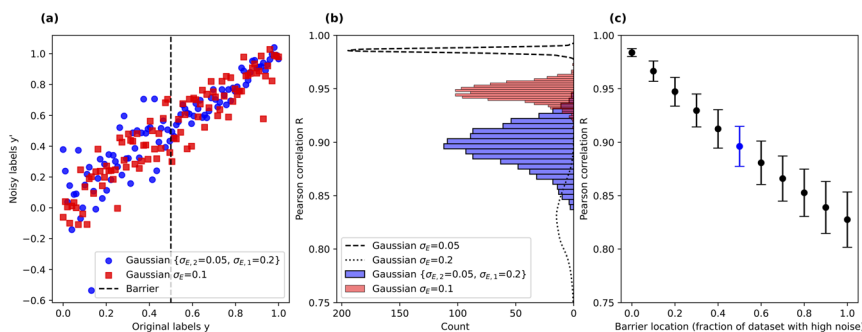 (a)
1.0
0.8
0.6
0.4
0.2
0.0
−0.2
−0.4
−0.6
Noisy labels y'
Gaussian {σE,2=0.05, σE,1=0.2}
Gaussian σE=0.1
Barrier
0.0 0.2 0.4 0.6 0.8 1.0
Original labels y
(b)
1.00
0.95
0.90
0.85
0.80
0.75
Pearson correlation R
Gaussian σE=0.05
Gaussian σE=0.2
Gaussian {σE,2=0.05, σE,1=0.2}
Gaussian σE=0.1
200 150 100 50 0
Count
(c)
1.00
0.95
0.90
0.85
0.80
0.75
Pearson correlation R
0.0 0.2 0.4 0.6 0.8 1.0
Barrier location (fraction of dataset with high noise